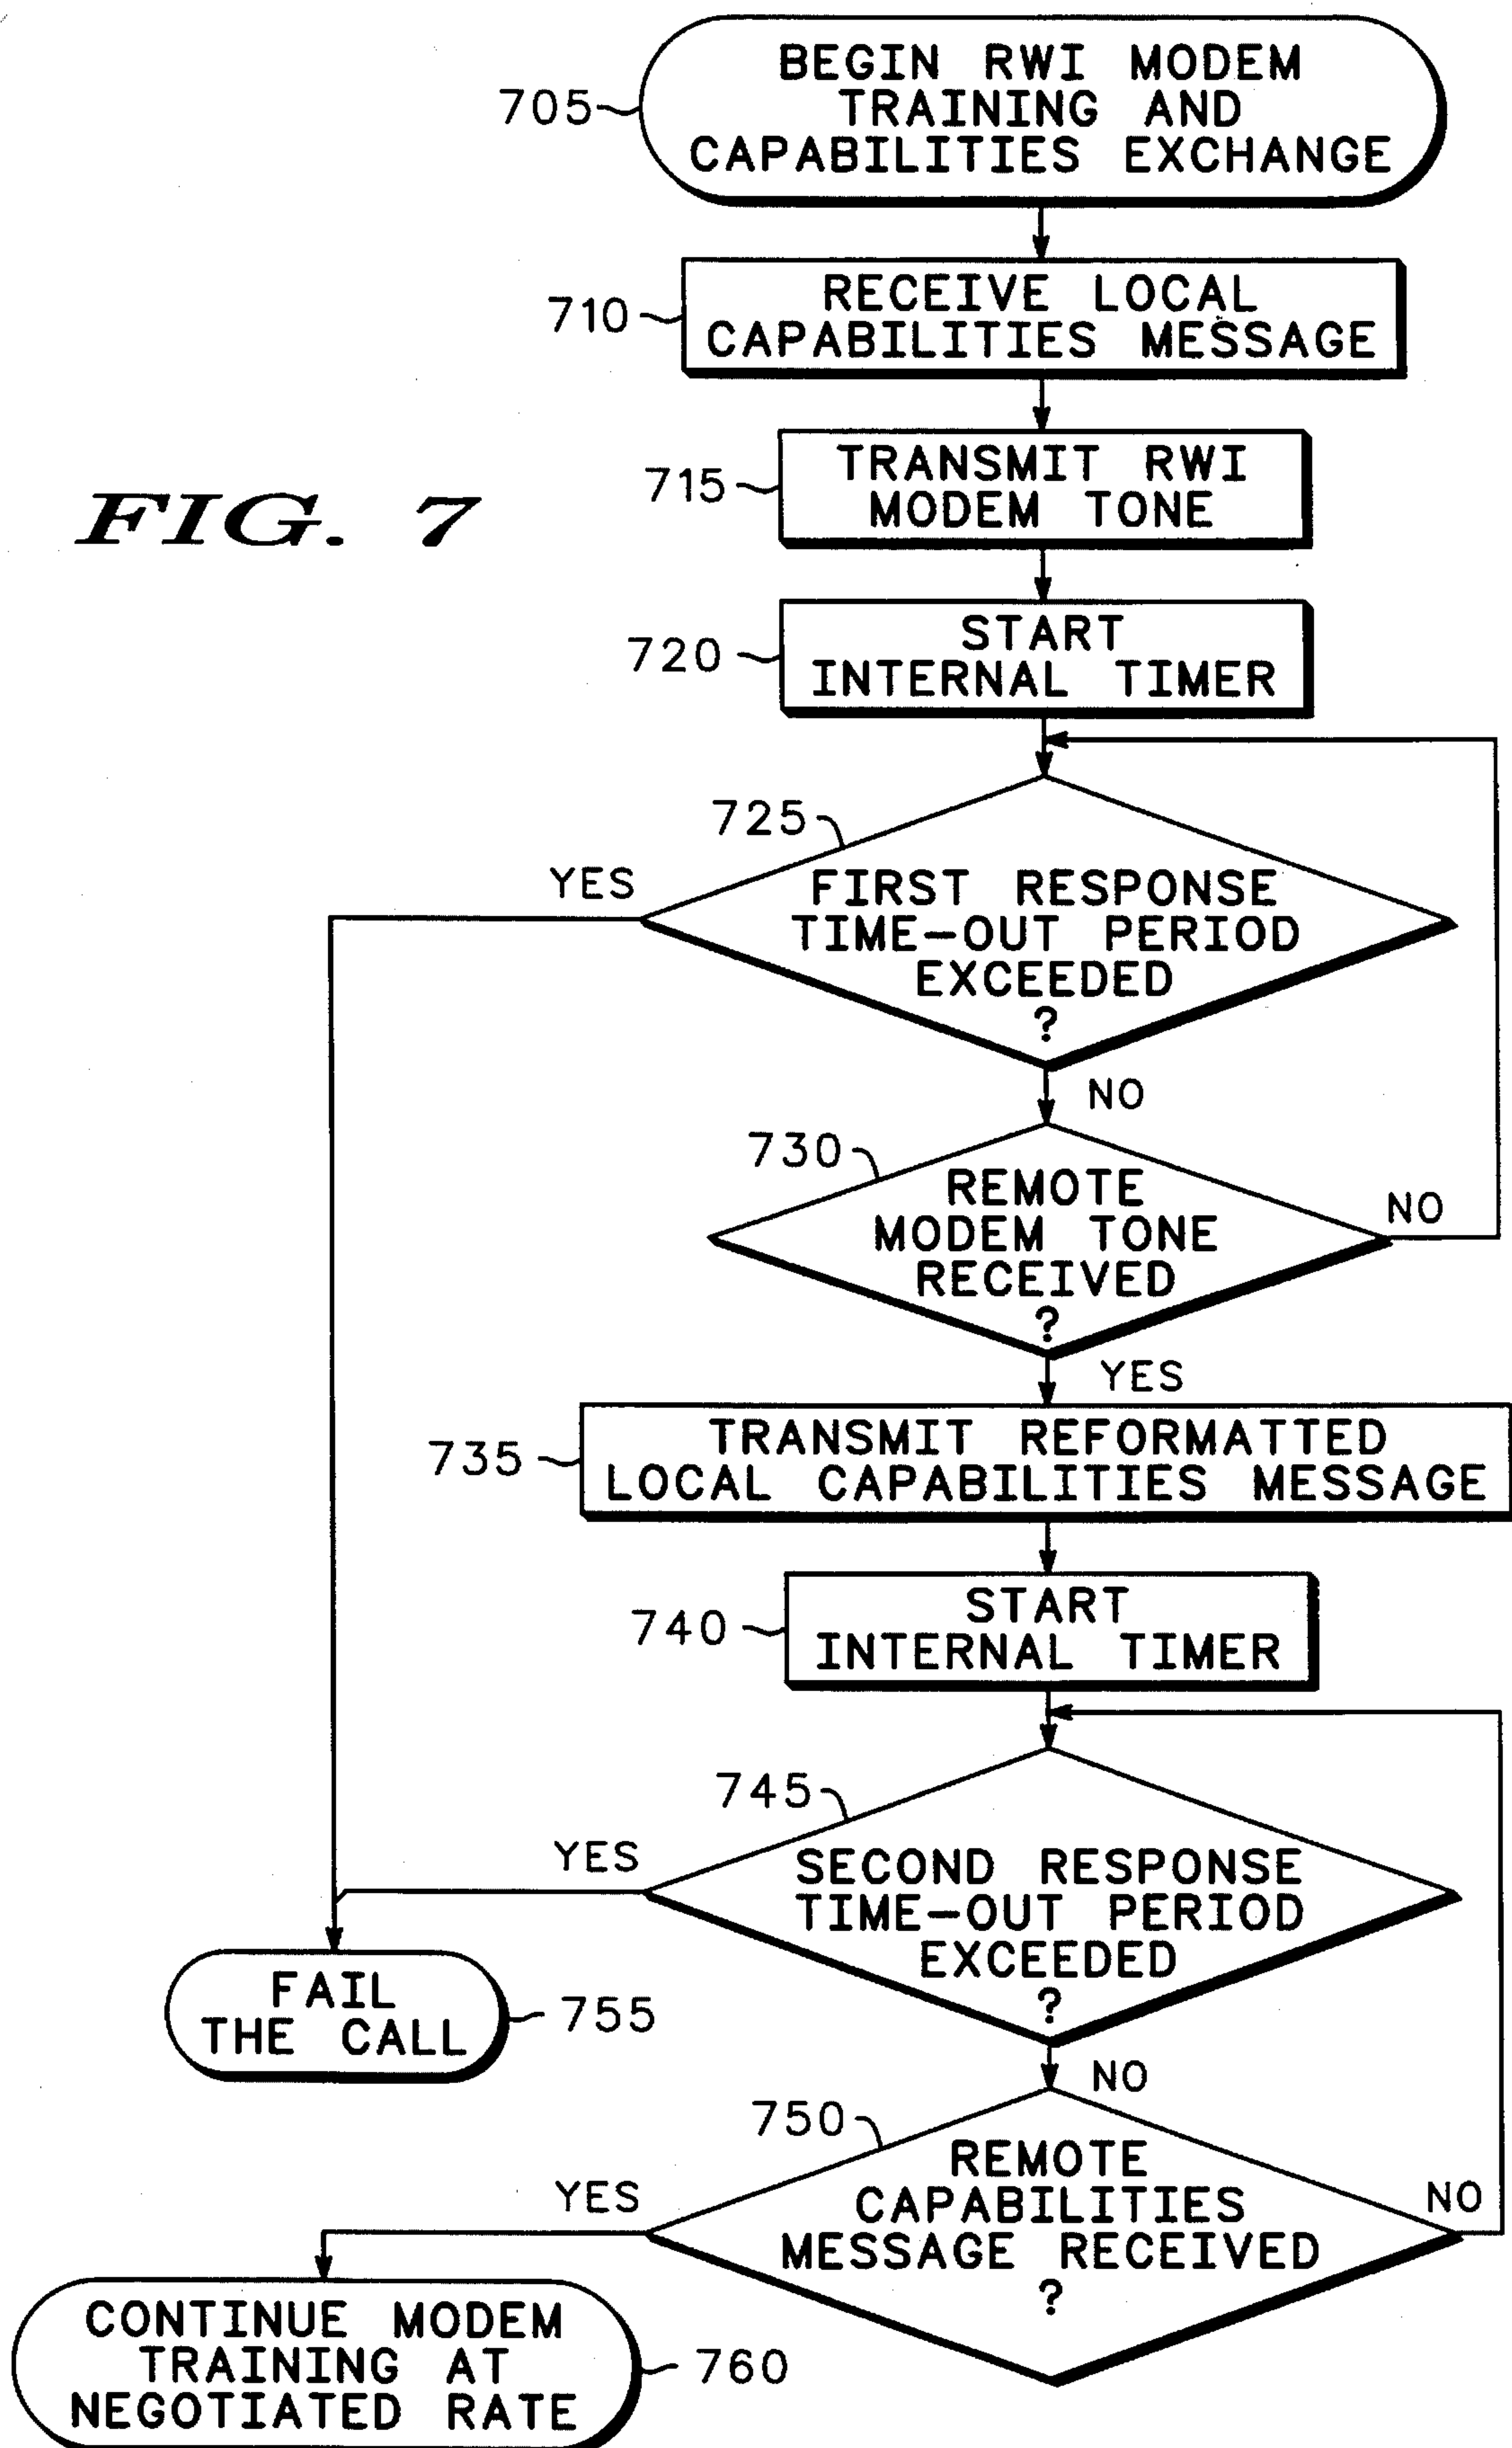 BEGIN RWI MODEM
TRAINING AND
CAPABILITIES EXCHANGE
705
RECEIVE LOCAL
CAPABILITIES MESSAGE
710
TRANSMIT RWI
MODEM TONE
715
FIG. 7
START
INTERNAL TIMER
720
725
YES
FIRST RESPONSE
TIME-OUT PERIOD
EXCEEDED
?
NO
730
REMOTE
MODEM TONE
RECEIVED
?
NO
YES
TRANSMIT REFORMATTED
LOCAL CAPABILITIES MESSAGE
735
START
INTERNAL TIMER
740
745
YES
SECOND RESPONSE
TIME-OUT PERIOD
EXCEEDED
?
FAIL
THE CALL
755
NO
750
YES
REMOTE
CAPABILITIES
MESSAGE RECEIVED
?
NO
CONTINUE MODEM
TRAINING AT
NEGOTIATED RATE
760